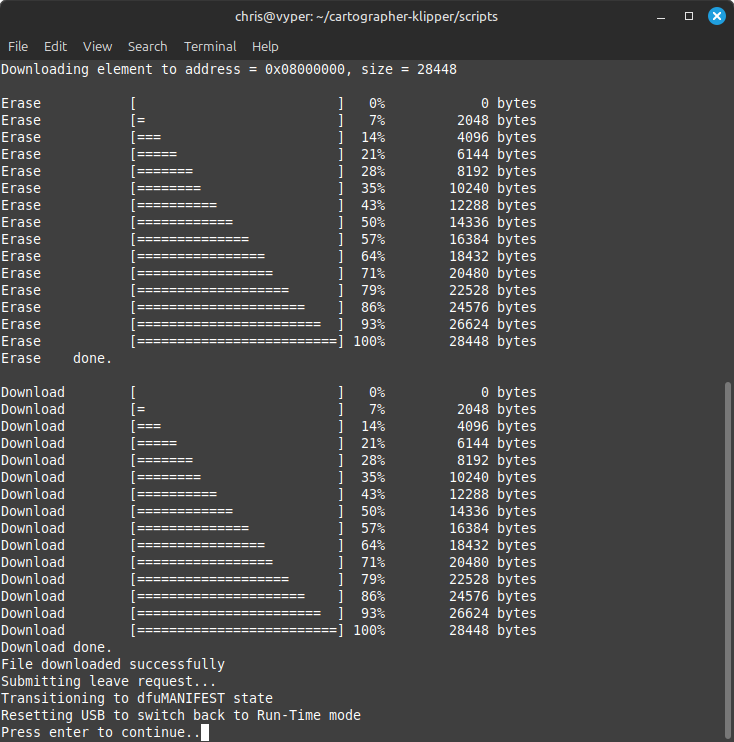 chris@vyper: ~/cartographer-klipper/scripts
File Edit View Search Terminal Help
Downloading element to address = 0x08000000, size = 28448
Erase [                         ] 0% 0 bytes
Erase [=                        ] 7% 2048 bytes
Erase [===                      ] 14% 4096 bytes
Erase [=====                    ] 21% 6144 bytes
Erase [=======                  ] 28% 8192 bytes
Erase [========                 ] 35% 10240 bytes
Erase [==========               ] 43% 12288 bytes
Erase [============             ] 50% 14336 bytes
Erase [==============           ] 57% 16384 bytes
Erase [================         ] 64% 18432 bytes
Erase [=================        ] 71% 20480 bytes
Erase [===================      ] 79% 22528 bytes
Erase [=====================    ] 86% 24576 bytes
Erase [=======================  ] 93% 26624 bytes
Erase [=========================] 100% 28448 bytes
Erase    done.
Download [                         ] 0% 0 bytes
Download [=                        ] 7% 2048 bytes
Download [===                      ] 14% 4096 bytes
Download [=====                    ] 21% 6144 bytes
Download [=======                  ] 28% 8192 bytes
Download [========                 ] 35% 10240 bytes
Download [==========               ] 43% 12288 bytes
Download [============             ] 50% 14336 bytes
Download [==============           ] 57% 16384 bytes
Download [================         ] 64% 18432 bytes
Download [=================        ] 71% 20480 bytes
Download [===================      ] 79% 22528 bytes
Download [=====================    ] 86% 24576 bytes
Download [=======================  ] 93% 26624 bytes
Download [=========================] 100% 28448 bytes
Download done.
File downloaded successfully
Submitting leave request...
Transitioning to dfuMANIFEST state
Resetting USB to switch back to Run-Time mode
Press enter to continue..